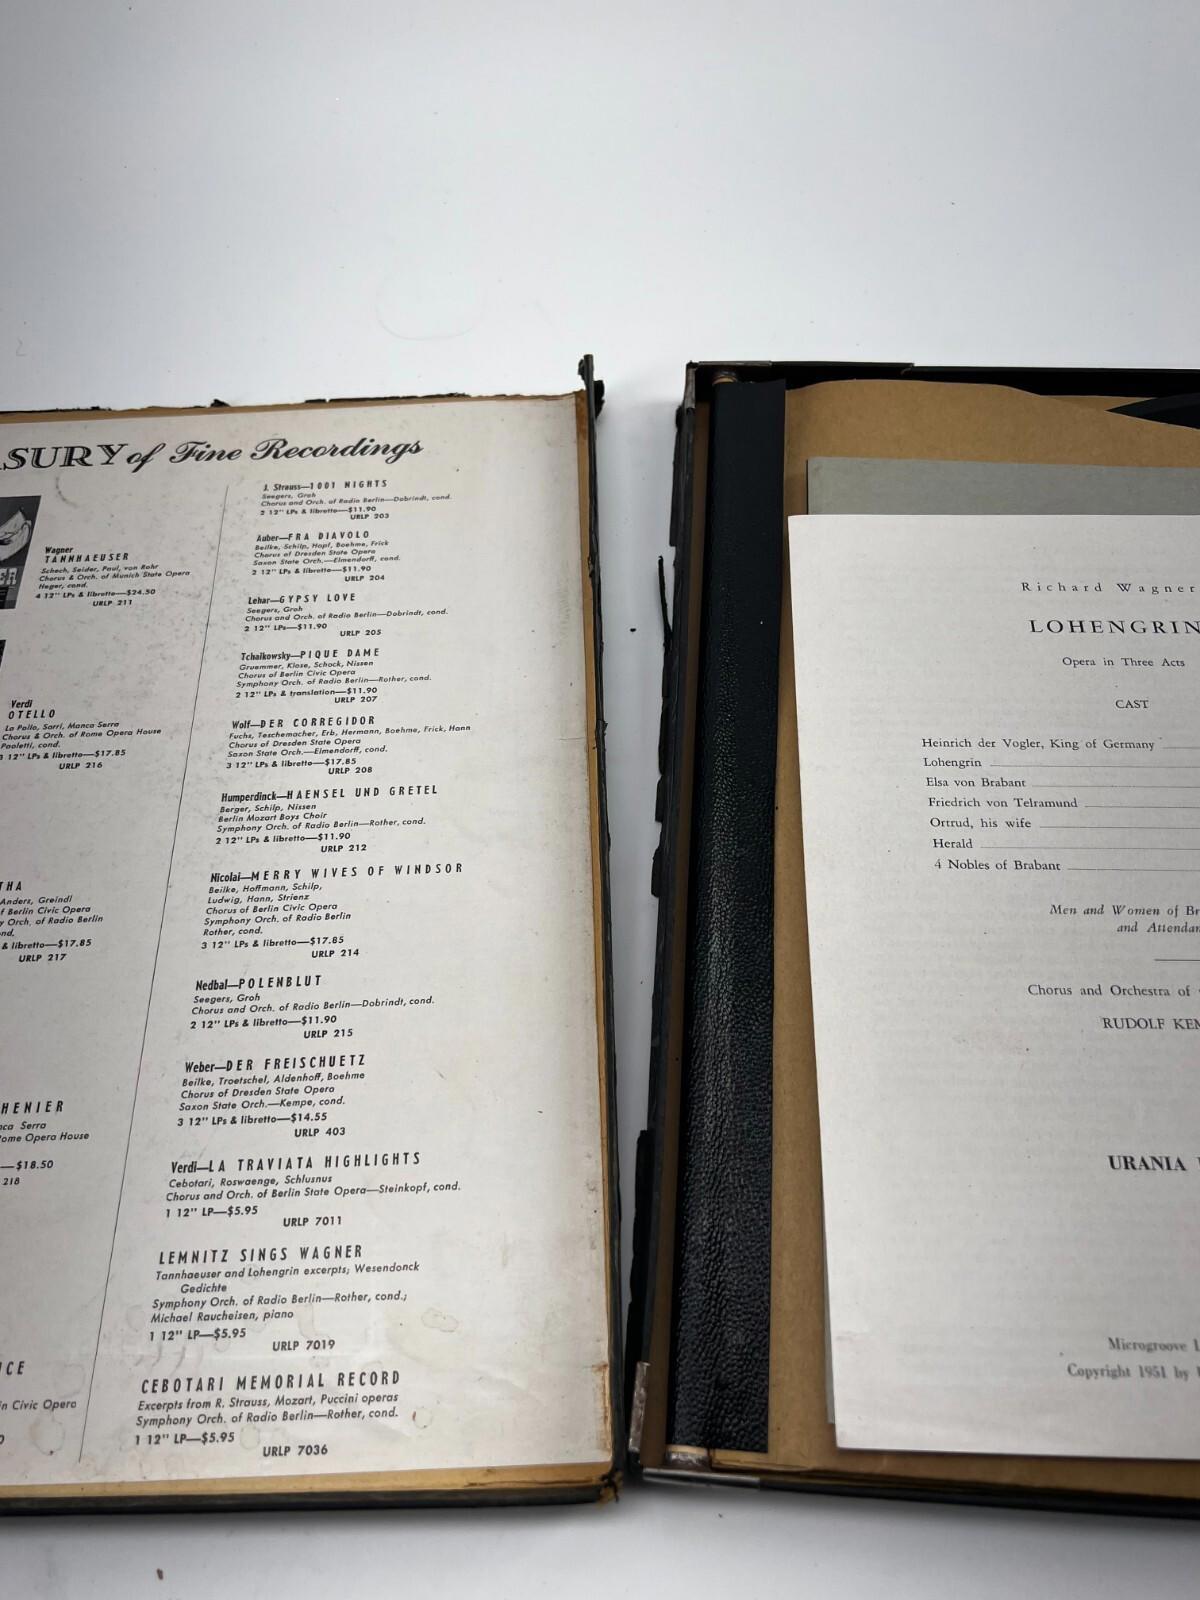 SURY of Fine Recordings
ER
Wagner
TANNHAEUSER
Schech, Seider, Paul, von Rohr
Chorus & Orch. of Munich State Opera
Heger, cond.
4 12" LPs & libretto—$24.50
URLP 211
Verdi
OTELLO
La Pollo, Sarri, Manca Serra
Chorus & Orch. of Rome Opera House
Paoletti, cond.
3 12" LPs & libretto—$17.85
URLP 216
THA
Anders, Greindl
f Berlin Civic Opera
y Orch. of Radio Berlin
nd.
& libretto—$17.85
URLP 217
HENIER
nca Serra
ome Opera House
—$18.50
218
ICE
in Civic Opera
J. Strauss—1001 NIGHTS
Seegers, Groh
Chorus and Orch. of Radio Berlin—Dobrindt, cond.
2 12" LPs & libretto—$11.90
URLP 203
Auber—FRA DIAVOLO
Beilke, Schilp, Hopf, Boehme, Frick
Chorus of Dresden State Opera
Saxon State Orch.—Elmendorff, cond.
2 12" LPs & libretto—$11.90
URLP 204
Lehar—GYPSY LOVE
Seegers, Groh
Chorus and Orch. of Radio Berlin—Dobrindt, cond.
2 12" LPs—$11.90
URLP 205
Tchaikowsky—PIQUE DAME
Gruemmer, Klose, Schock, Nissen
Chorus of Berlin Civic Opera
Symphony Orch. of Radio Berlin—Rother, cond.
2 12" LPs & translation—$11.90
URLP 207
Wolf—DER CORREGIDOR
Fuchs, Teschemacher, Erb, Hermann, Boehme, Frick, Hann
Chorus of Dresden State Opera
Saxon State Orch.—Elmendorff, cond.
3 12" LPs & libretto—$17.85
URLP 208
Humperdinck—HAENSEL UND GRETEL
Berger, Schilp, Nissen
Berlin Mozart Boys Choir
Symphony Orch. of Radio Berlin—Rother, cond.
2 12" LPs & libretto—$11.90
URLP 212
Nicolai—MERRY WIVES OF WINDSOR
Beilke, Hoffmann, Schilp,
Ludwig, Hann, Strienz
Chorus of Berlin Civic Opera
Symphony Orch. of Radio Berlin
Rother, cond.
3 12" LPs & libretto—$17.85
URLP 214
Nedbal—POLENBLUT
Seegers, Groh
Chorus and Orch. of Radio Berlin—Dobrindt, cond.
2 12" LPs & libretto—$11.90
URLP 215
Weber—DER FREISCHUETZ
Beilke, Troetschel, Aldenhoff, Boehme
Chorus of Dresden State Opera
Saxon State Orch.—Kempe, cond.
3 12" LPs & libretto—$14.55
URLP 403
Verdi—LA TRAVIATA HIGHLIGHTS
Cebotari, Roswaenge, Schlusnus
Chorus and Orch. of Berlin State Opera—Steinkopf, cond.
1 12" LP—$5.95
URLP 7011
LEMNITZ SINGS WAGNER
Tannhaeuser and Lohengrin excerpts; Wesendonck
Gedichte
Symphony Orch. of Radio Berlin—Rother, cond.;
Michael Raucheisen, piano
1 12" LP—$5.95
URLP 7019
CEBOTARI MEMORIAL RECORD
Excerpts from R. Strauss, Mozart, Puccini operas
Symphony Orch. of Radio Berlin—Rother, cond.
1 12" LP—$5.95
URLP 7036
Richard Wagner
LOHENGRIN
Opera in Three Acts
CAST
Heinrich der Vogler, King of Germany
Lohengrin
Elsa von Brabant
Friedrich von Telramund
Ortrud, his wife
Herald
4 Nobles of Brabant
Men and Women of Br
and Attendan
Chorus and Orchestra of
RUDOLF KEM
URANIA
Microgroove L
Copyright 1951 by